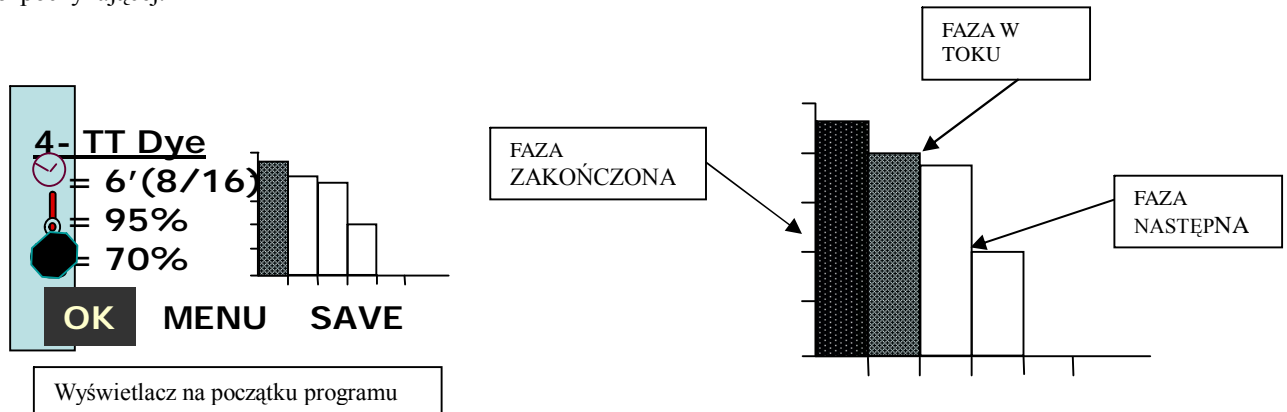 FAZA W
TOKU
4- TT Dye
= 6'(8/16)
= 95%
= 70%
OK MENU SAVE
Wyświetlacz na początku programu
FAZA
ZAKOŃCZONA
FAZA
NASTĘPNA